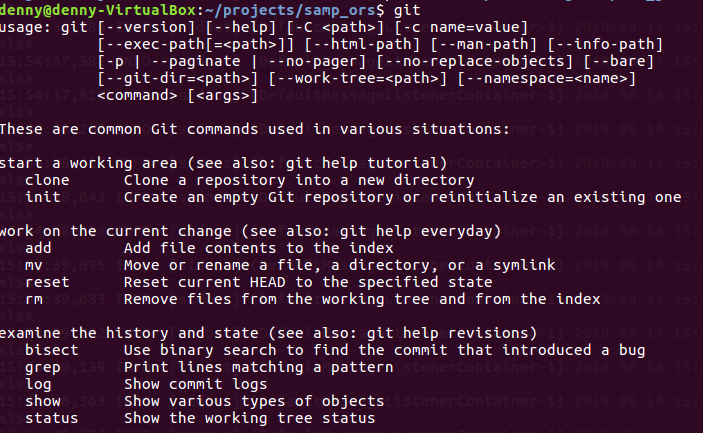 denny@denny-VirtualBox:~/projects/samp_ors$ git
usage: git [--version] [--help] [-C <path>] [-c name=value]
[--exec-path[=<path>]] [--html-path] [--man-path] [--info-path]
[-p | --paginate | --no-pager] [--no-replace-objects] [--bare]
[--git-dir=<path>] [--work-tree=<path>] [--namespace=<name>]
<command> [<args>]
These are common Git commands used in various situations:
start a working area (see also: git help tutorial)
clone Clone a repository into a new directory
init Create an empty Git repository or reinitialize an existing one
work on the current change (see also: git help everyday)
add Add file contents to the index
mv Move or rename a file, a directory, or a symlink
reset Reset current HEAD to the specified state
rm Remove files from the working tree and from the index
examine the history and state (see also: git help revisions)
bisect Use binary search to find the commit that introduced a bug
grep Print lines matching a pattern
log Show commit logs
show Show various types of objects
status Show the working tree status